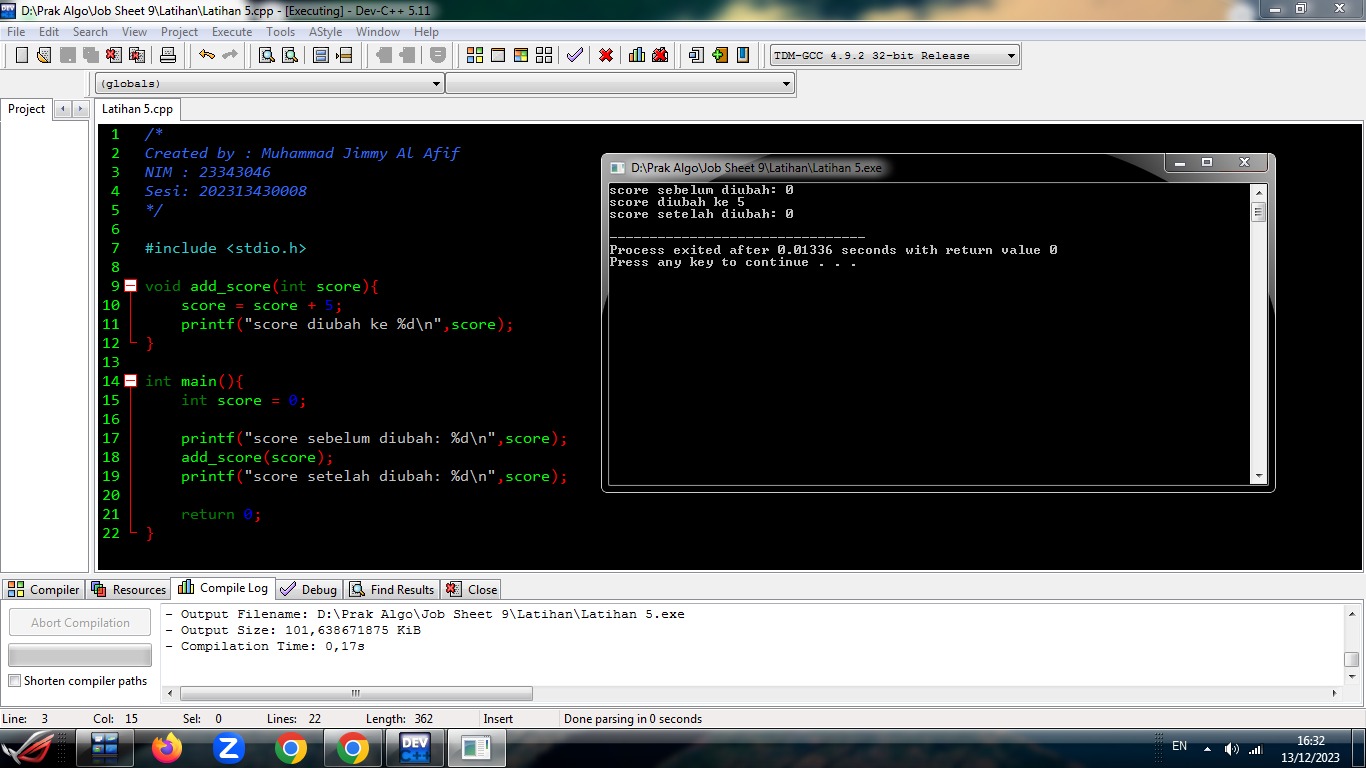 D:\Prak Algo\Job Sheet 9\Latihan\Latihan 5.cpp - [Executing] - Dev-C++ 5.11
File Edit Search View Project Execute Tools AStyle Window Help
TDM-GCC 4.9.2 32-bit Release
(globals)
Project
Latihan 5.cpp
1 /*
2 Created by : Muhammad Jimmy Al Afif
3 NIM : 23343046
4 Sesi: 202313430008
5 */
6
7 #include <stdio.h>
8
9 void add_score(int score){
10 score = score + 5;
11 printf("score diubah ke %d\n",score);
12 }
13
14 int main(){
15 int score = 0;
16
17 printf("score sebelum diubah: %d\n",score);
18 add_score(score);
19 printf("score setelah diubah: %d\n",score);
20
21 return 0;
22 }
D:\Prak Algo\Job Sheet 9\Latihan\Latihan 5.exe
score sebelum diubah: 0
score diubah ke 5
score setelah diubah: 0
--------------------------------
Process exited after 0.01336 seconds with return value 0
Press any key to continue . . .
Compiler Resources Compile Log Debug Find Results Close
Abort Compilation
Shorten compiler paths
- Output Filename: D:\Prak Algo\Job Sheet 9\Latihan\Latihan 5.exe
- Output Size: 101,638671875 KiB
- Compilation Time: 0,17s
Line: 3 Col: 15 Sel: 0 Lines: 22 Length: 362 Insert Done parsing in 0 seconds
DEV C++
EN
16:32
13/12/2023